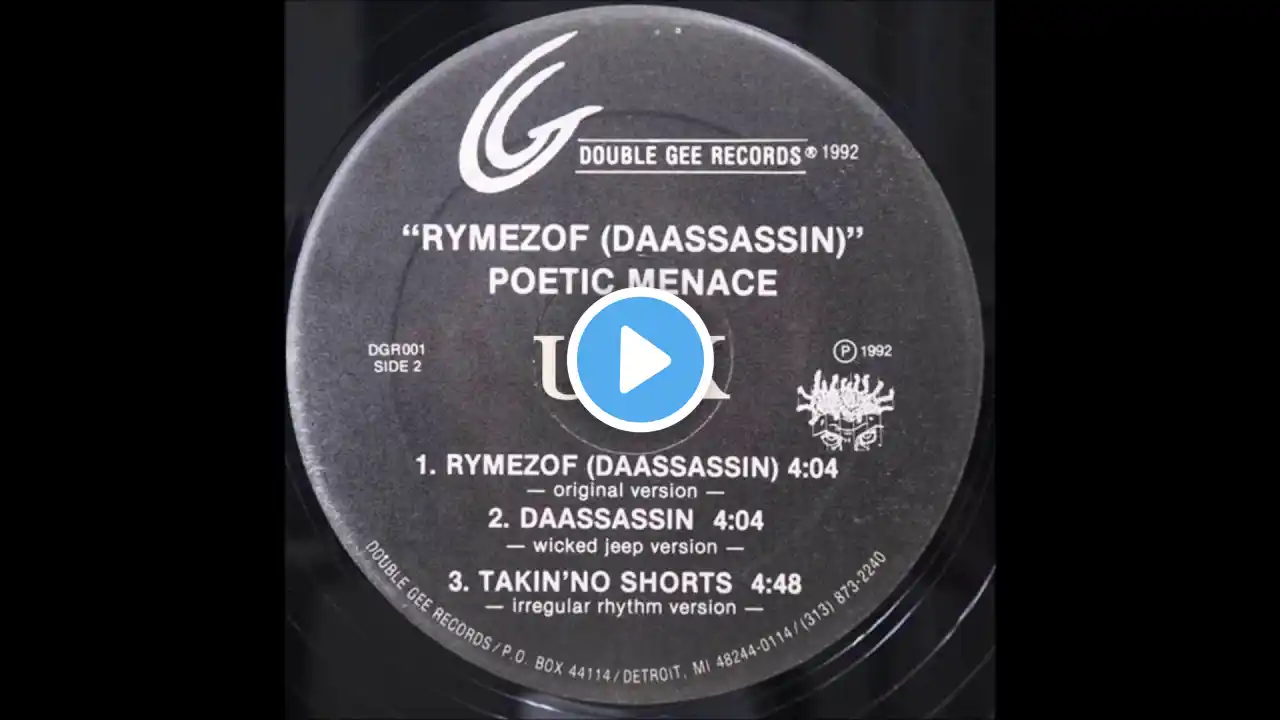 DOUBLE GEE RECORDS® 1992
“RYMEZOF (DAASSASSIN)”
POETIC MENACE
DGR001
SIDE 2
Ⓟ 1992
1. RYMEZOF (DAASSASSIN) 4:04
— original version —
2. DAASSASSIN 4:04
— wicked jeep version —
3. TAKIN'NO SHORTS 4:48
— irregular rhythm version —
DOUBLE GEE RECORDS/P.O. BOX 44114/DETROIT, MI 48244-0114/(313) 873-2240